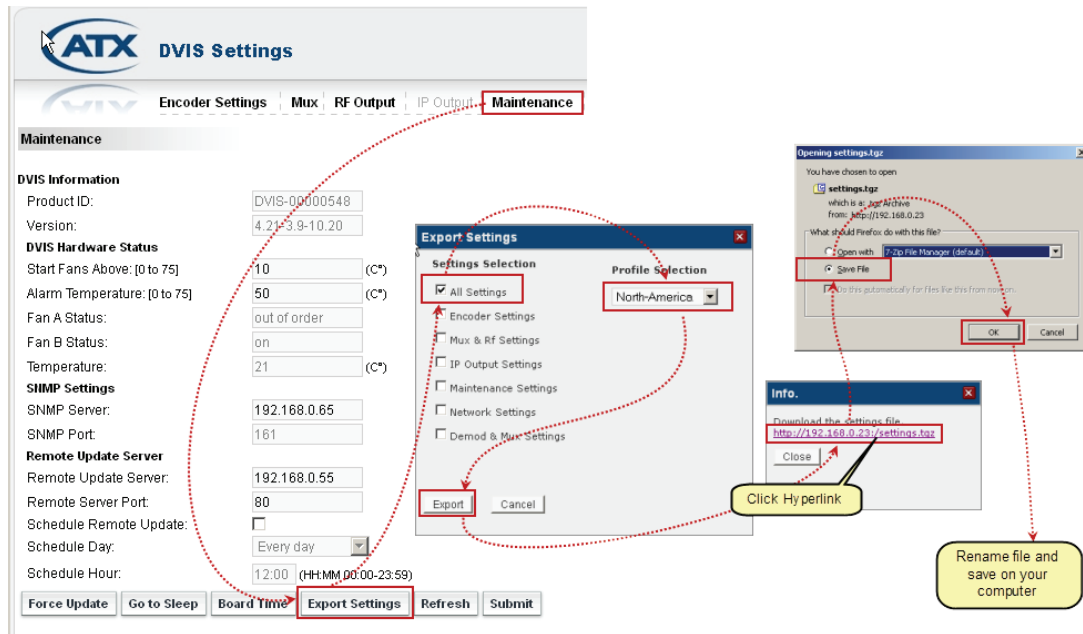 ATX
DVIS Settings
Encoder Settings Mux RF Output IP Output Maintenance
Maintenance
DVIS Information
Product ID: DVIS-00000548
Version: 4.21-3.9-10.20
DVIS Hardware Status
Start Fans Above: [0 to 75] 10 (C°)
Alarm Temperature: [0 to 75] 50 (C°)
Fan A Status: out of order
Fan B Status: on
Temperature: 21 (C°)
SNMP Settings
SNMP Server: 192.168.0.65
SNMP Port: 161
Remote Update Server
Remote Update Server: 192.168.0.55
Remote Server Port: 80
Schedule Remote Update:
Schedule Day: Every day
Schedule Hour: 12:00 (HH:MM 00:00-23:59)
Force Update Go to Sleep Board Time Export Settings Refresh Submit
Export Settings
Settings Selection
Profile Selection
All Settings
North-America
Encoder Settings
Mux & Rf Settings
IP Output Settings
Maintenance Settings
Network Settings
Demod & Mux Settings
Export Cancel
Opening settings.tgz
You have chosen to open
settings.tgz
which is a: .tgz Archive
from: http://192.168.0.23
What should Firefox do with this file?
Open with 7-Zip File Manager (default)
Save File
Do this automatically for files like this from now on.
OK Cancel
Info.
Download the settings file
http://192.168.0.23:/settings.tgz
Close
Click Hyperlink
Rename file and
save on your
computer